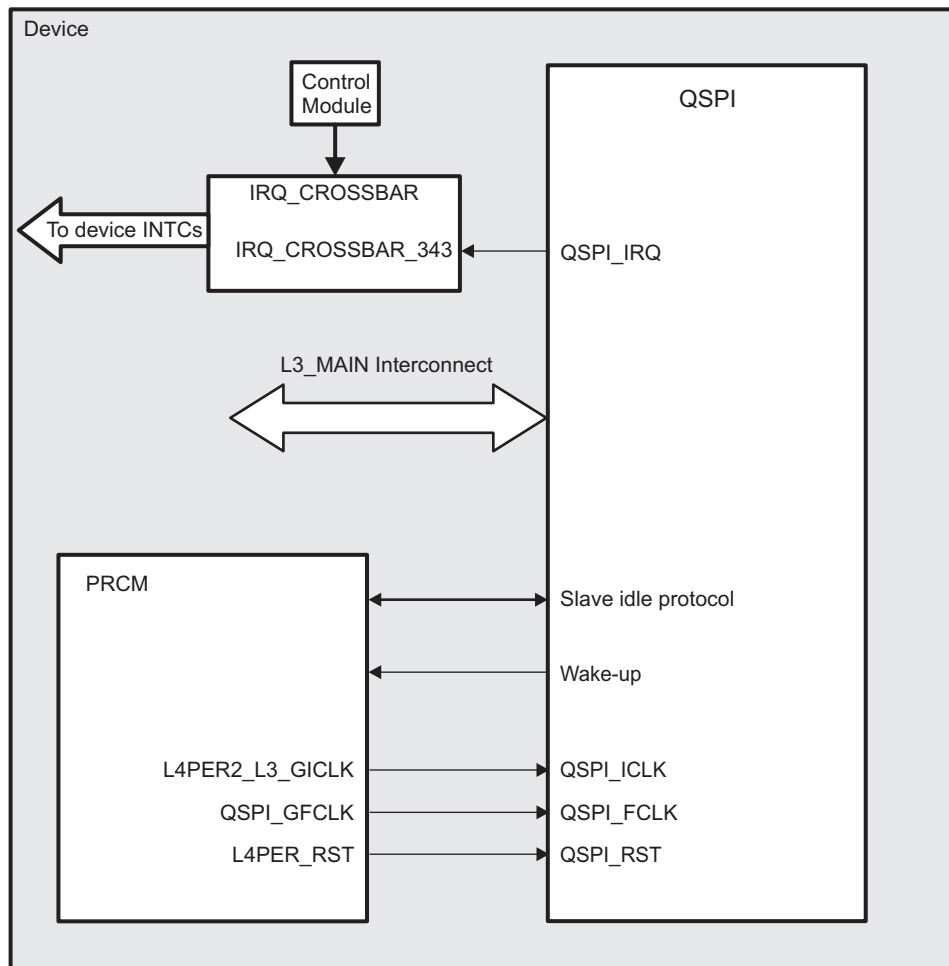 Device
Control
Module
QSPI
IRQ_CROSSBAR
To device INTCs
IRQ_CROSSBAR_343
QSPI_IRQ
L3_MAIN Interconnect
PRCM
Slave idle protocol
Wake-up
L4PER2_L3_GICLK
QSPI_ICLK
QSPI_GFCLK
QSPI_FCLK
L4PER_RST
QSPI_RST